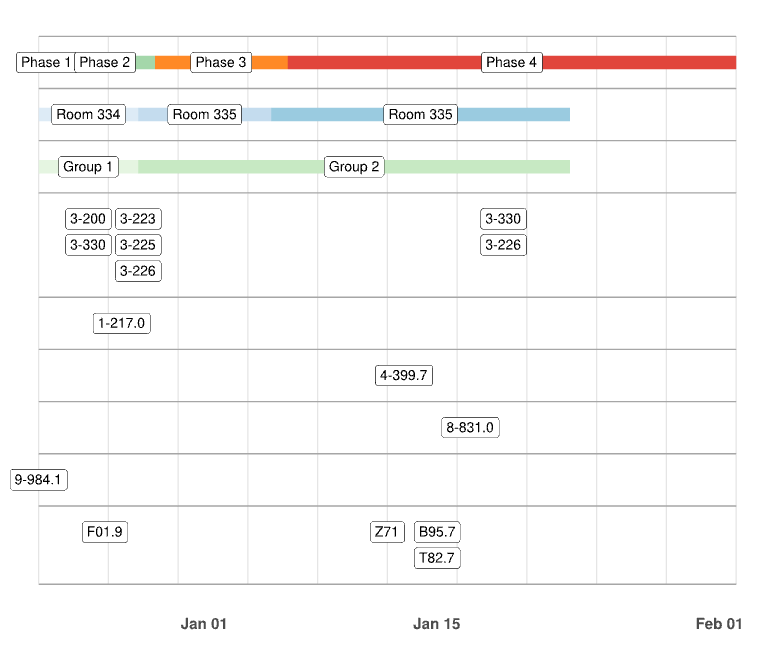 Phase 1 Phase 2 Phase 3 Phase 4
Room 334 Room 335 Room 335
Group 1 Group 2
3-200 3-223 3-330
3-330 3-225 3-226
3-226
1-217.0
4-399.7
8-831.0
9-984.1
F01.9 Z71 B95.7
T82.7
Jan 01 Jan 15 Feb 01